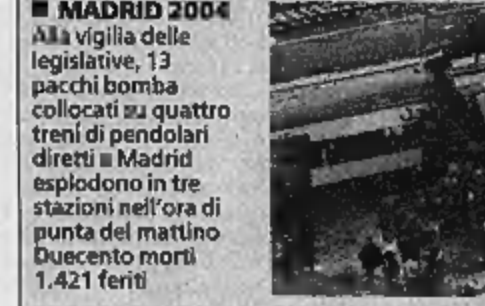 ■ MADRID 2004
Alla vigilia delle
legislative, 13
pacchi bomba
collocati su quattro
treni di pendolari
diretti a Madrid
esplodono in tre
stazioni nell'ora di
punta del mattino
Duecento morti
1.421 feriti